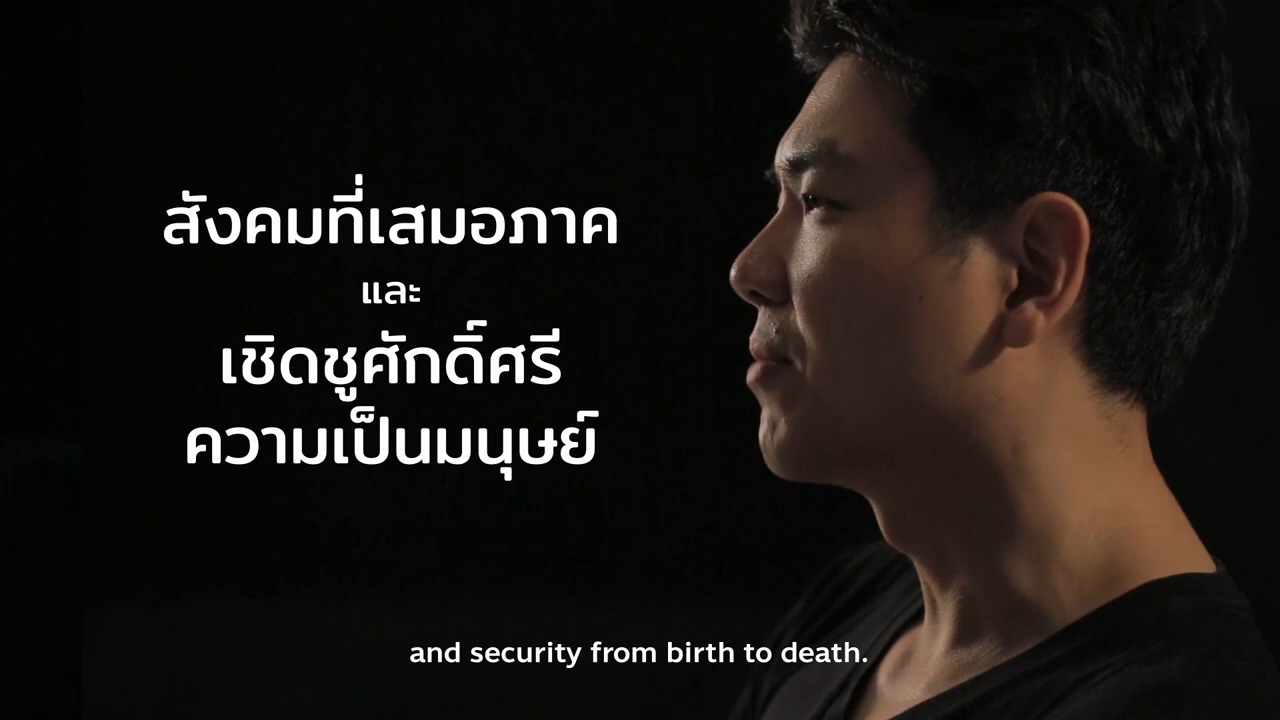 สังคมที่เสมอภาค
และ
เชิดชูศักดิ์ศรี
ความเป็นมนุษย์
and security from birth to death.